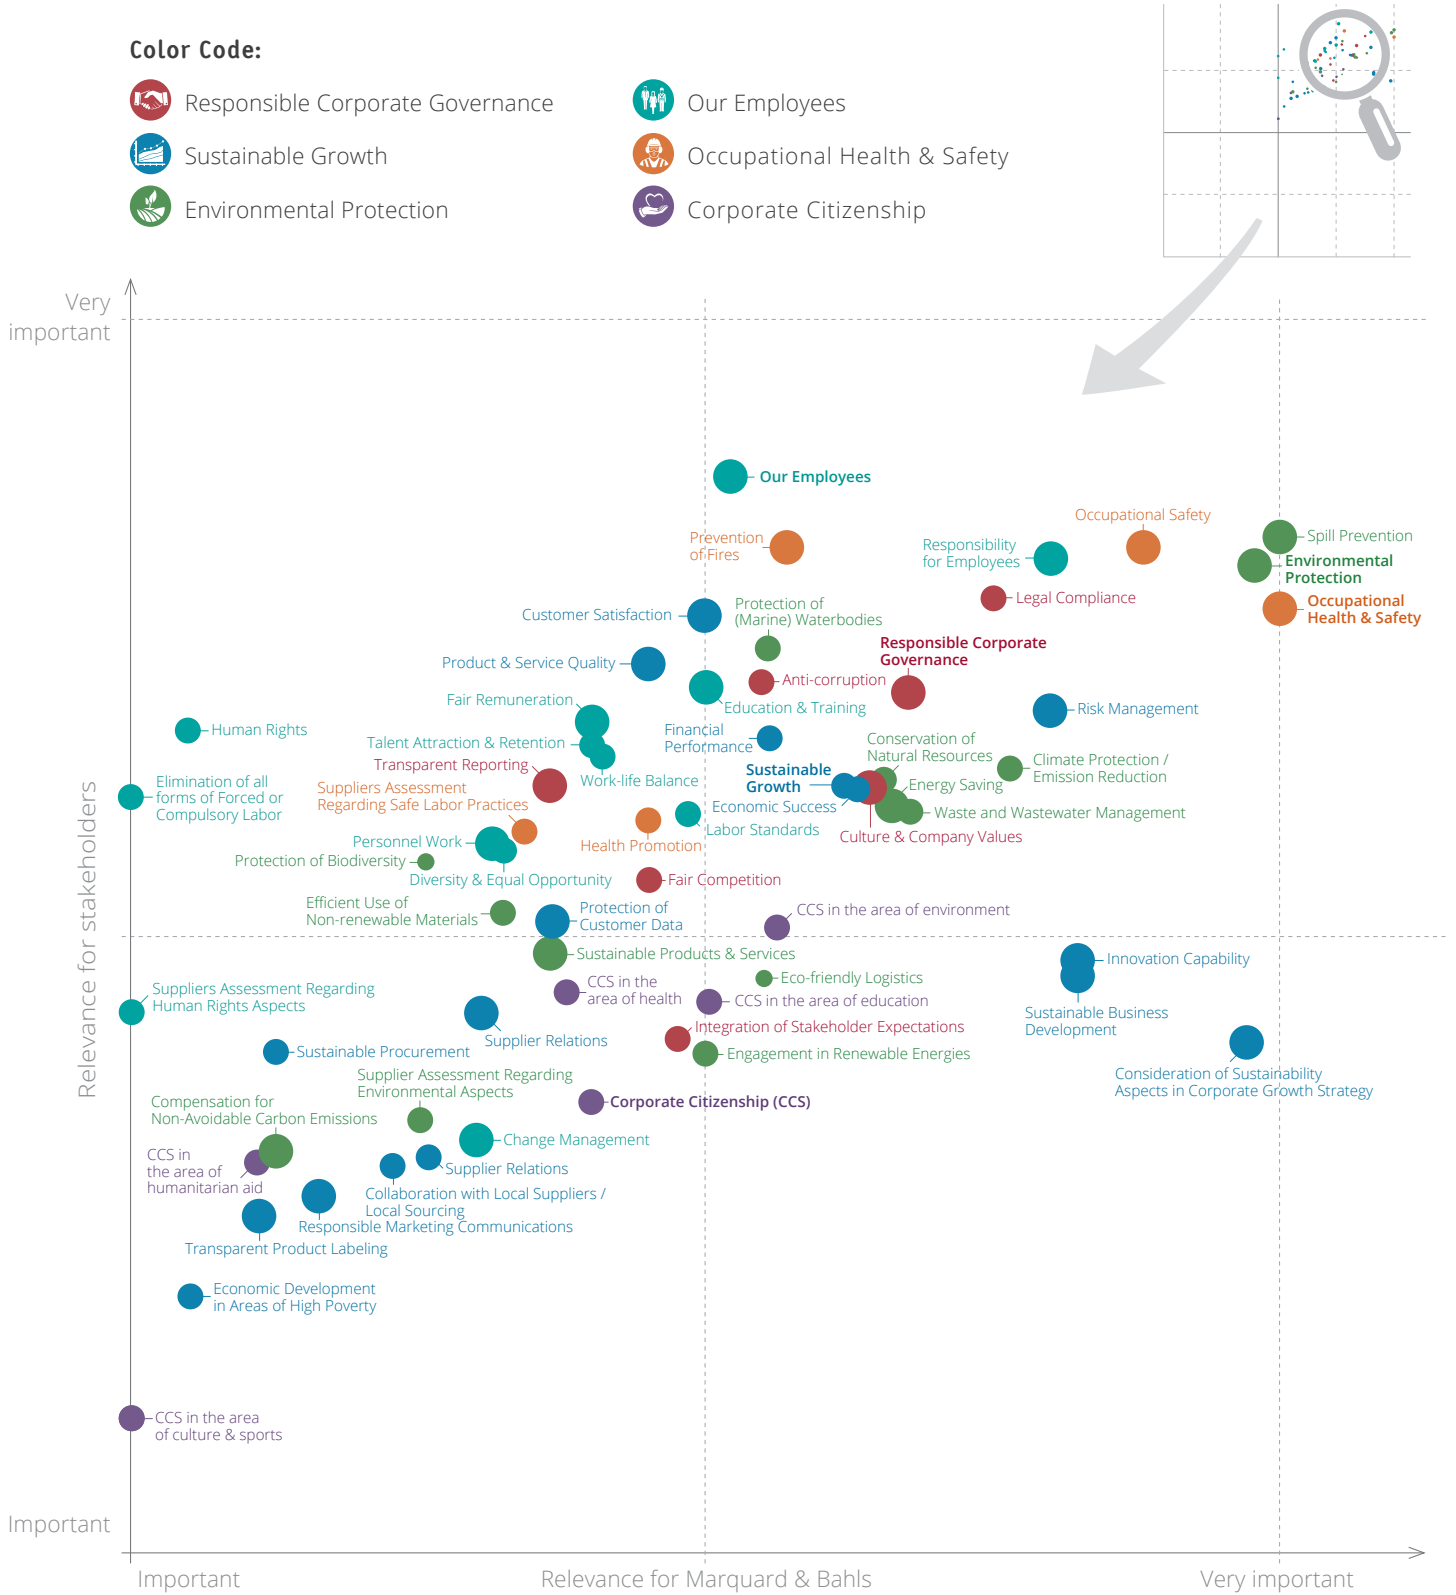 Color Code:
Responsible Corporate Governance
Our Employees
Sustainable Growth
Occupational Health & Safety
Environmental Protection
Corporate Citizenship
Very
important
Our Employees
Occupational Safety
Prevention
of Fires
Responsibility
for Employees
Spill Prevention
Environmental
Protection
Legal Compliance
Occupational
Health & Safety
Customer Satisfaction
Protection of
(Marine) Waterbodies
Responsible Corporate
Governance
Product & Service Quality
Anti-corruption
Fair Remuneration
Education & Training
Risk Management
Human Rights
Talent Attraction & Retention
Financial
Performance
Conservation of
Natural Resources
Climate Protection /
Emission Reduction
Transparent Reporting
Work-life Balance
Sustainable
Growth
Energy Saving
Elimination of all
forms of Forced or
Compulsory Labor
Suppliers Assessment
Regarding Safe Labor Practices
Economic Success
Waste and Wastewater Management
Labor Standards
Culture & Company Values
Personnel Work
Health Promotion
Protection of Biodiversity
Diversity & Equal Opportunity
Fair Competition
Efficient Use of
Non-renewable Materials
Protection of
Customer Data
CCS in the area of environment
Sustainable Products & Services
Innovation Capability
Relevance for stakeholders
Suppliers Assessment Regarding
Human Rights Aspects
CCS in the
area of health
Eco-friendly Logistics
CCS in the area of education
Sustainable Business
Development
Supplier Relations
Integration of Stakeholder Expectations
Sustainable Procurement
Engagement in Renewable Energies
Supplier Assessment Regarding
Environmental Aspects
Consideration of Sustainability
Aspects in Corporate Growth Strategy
Compensation for
Non-Avoidable Carbon Emissions
Corporate Citizenship (CCS)
Change Management
CCS in
the area of
humanitarian aid
Supplier Relations
Collaboration with Local Suppliers /
Local Sourcing
Responsible Marketing Communications
Transparent Product Labeling
Economic Development
in Areas of High Poverty
CCS in the area
of culture & sports
Important
Important
Relevance for Marquard & Bahls
Very important